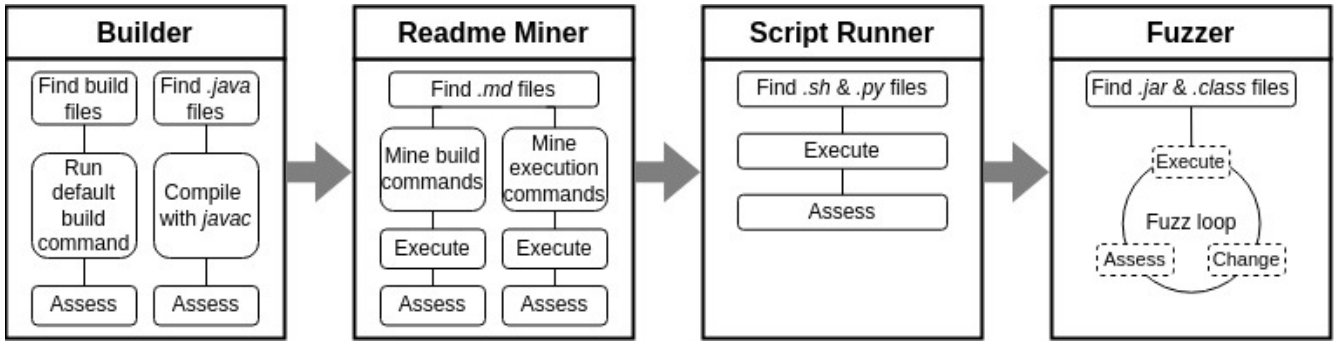 Builder
Find build
files
Find .java
files
Run
default
build
command
Compile
with javac
Assess
Assess
Readme Miner
Find .md files
Mine build
commands
Mine
execution
commands
Execute
Execute
Assess
Assess
Script Runner
Find .sh & .py files
Execute
Assess
Fuzzer
Find .jar & .class files
Execute
Fuzz loop
Assess
Change